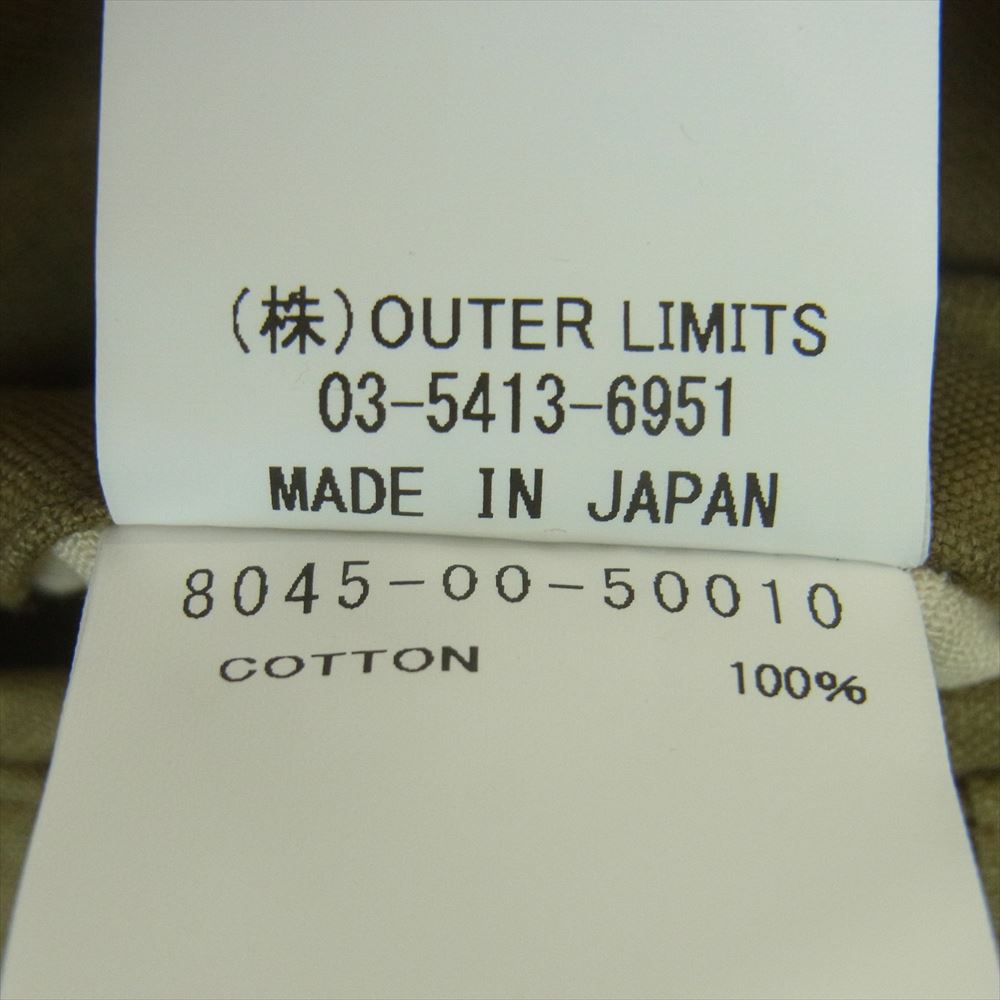 (株)OUTER LIMITS
03-5413-6951
MADE IN JAPAN
8045-00-50010
COTTON 100%